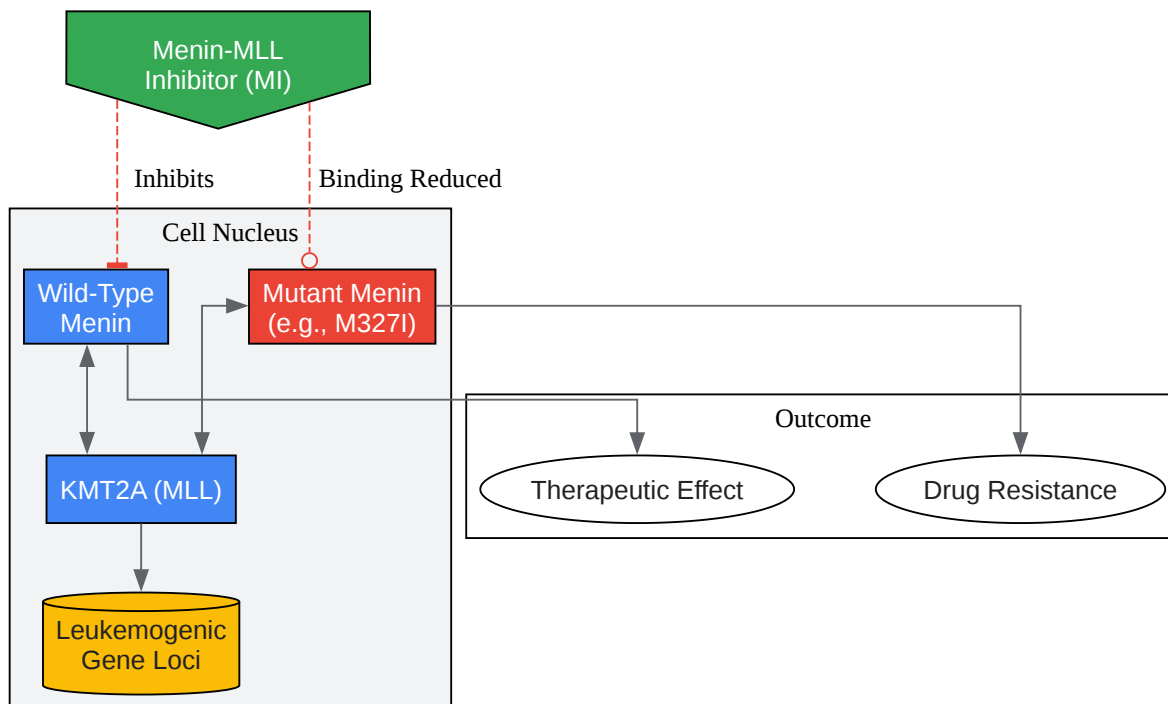 Menin-MLL
Inhibitor (MI)
Inhibits
Binding Reduced
Cell Nucleus
Wild-Type
Menin
Mutant Menin
(e.g., M327I)
Outcome
KMT2A (MLL)
Therapeutic Effect
Drug Resistance
Leukemogenic
Gene Loci